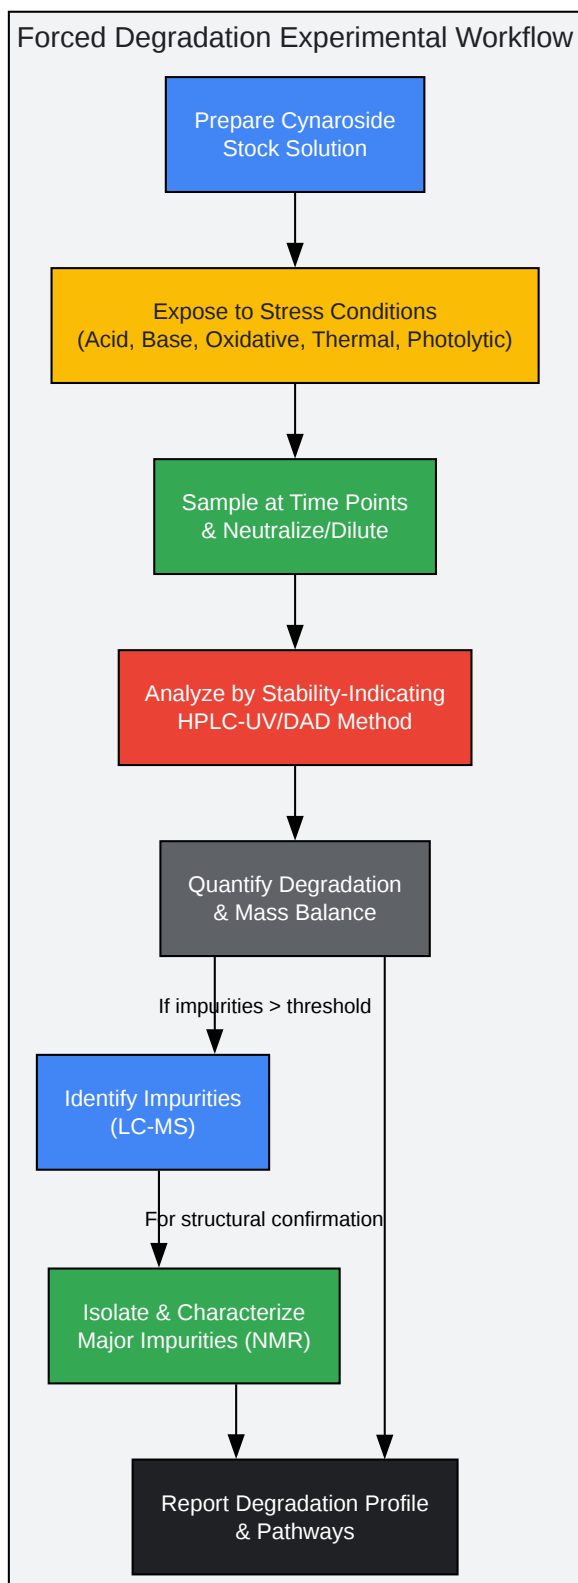 Forced Degradation Experimental Workflow
Prepare Cynaroside
Stock Solution
Expose to Stress Conditions
(Acid, Base, Oxidative, Thermal, Photolytic)
Sample at Time Points
& Neutralize/Dilute
Analyze by Stability-Indicating
HPLC-UV/DAD Method
Quantify Degradation
& Mass Balance
If impurities > threshold
Identify Impurities
(LC-MS)
For structural confirmation
Isolate & Characterize
Major Impurities (NMR)
Report Degradation Profile
& Pathways